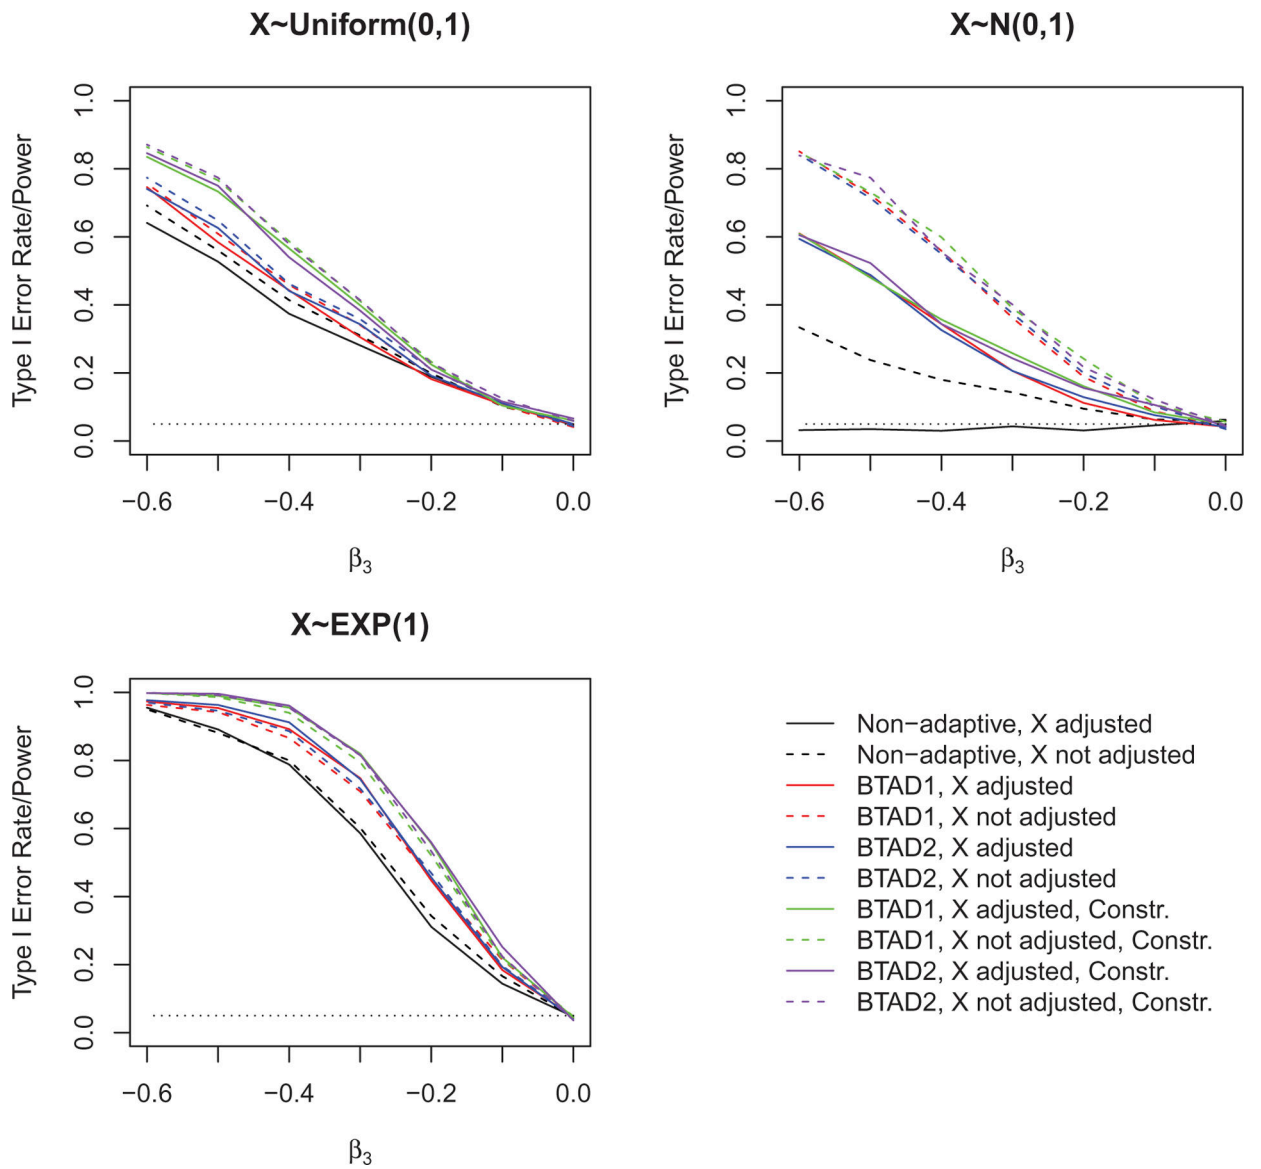 X~Uniform(0,1)
Type I Error Rate/Power
1.0
0.8
0.6
0.4
0.2
0.0
−0.6 −0.4 −0.2 0.0
β3
X~N(0,1)
Type I Error Rate/Power
1.0
0.8
0.6
0.4
0.2
0.0
−0.6 −0.4 −0.2 0.0
β3
X~EXP(1)
Type I Error Rate/Power
1.0
0.8
0.6
0.4
0.2
0.0
−0.6 −0.4 −0.2 0.0
β3
Non−adaptive, X adjusted
Non−adaptive, X not adjusted
BTAD1, X adjusted
BTAD1, X not adjusted
BTAD2, X adjusted
BTAD2, X not adjusted
BTAD1, X adjusted, Constr.
BTAD1, X not adjusted, Constr.
BTAD2, X adjusted, Constr.
BTAD2, X not adjusted, Constr.